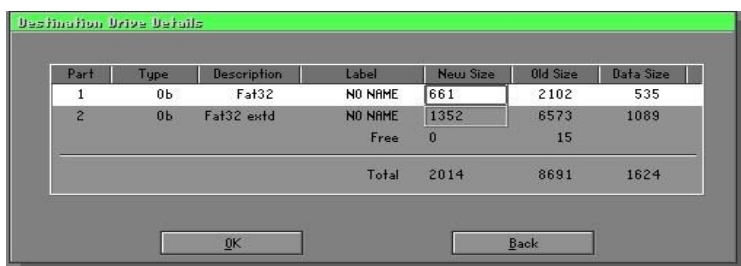 Destination Drive Details
Part Type Description Label New Size Old Size Data Size
1 0b Fat32 NO NAME 661 2102 535
2 0b Fat32 extd NO NAME 1352 6573 1089
Free 0 15
Total 2014 8691 1624
OK Back